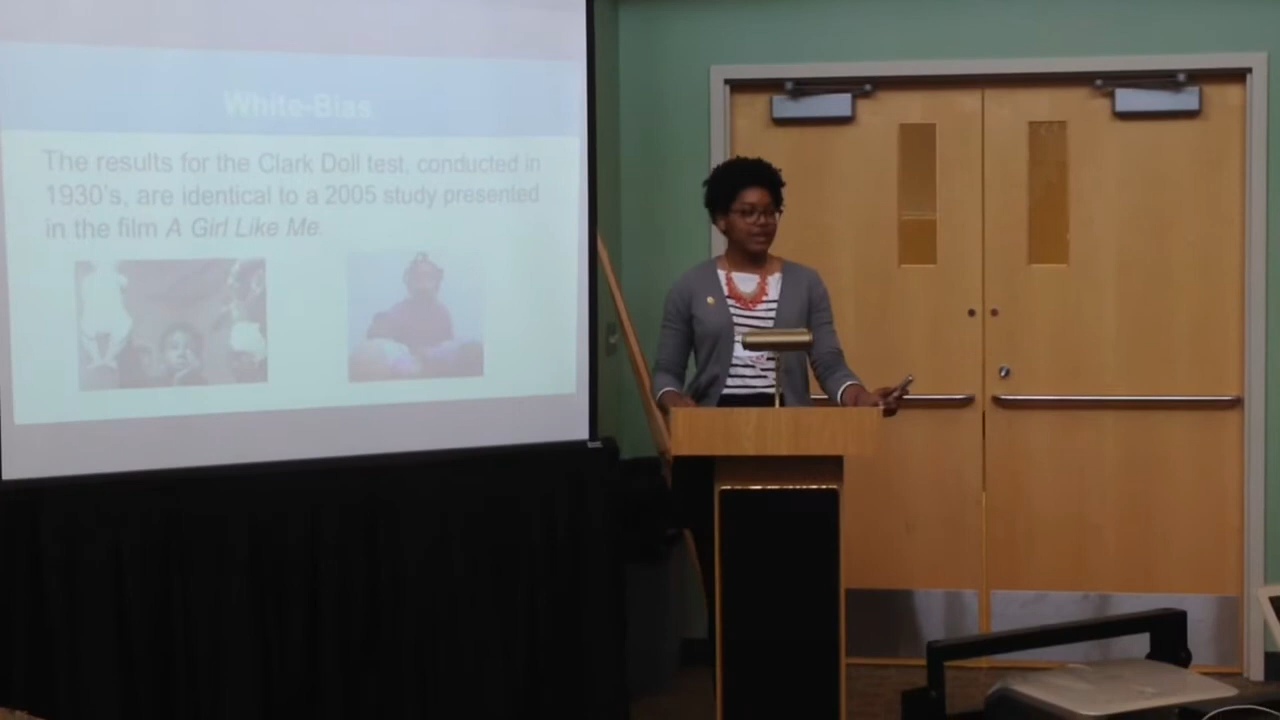 White-Bias
The results for the Clark Doll test, conducted in
1930's, are identical to a 2005 study presented
in the film A Girl Like Me.